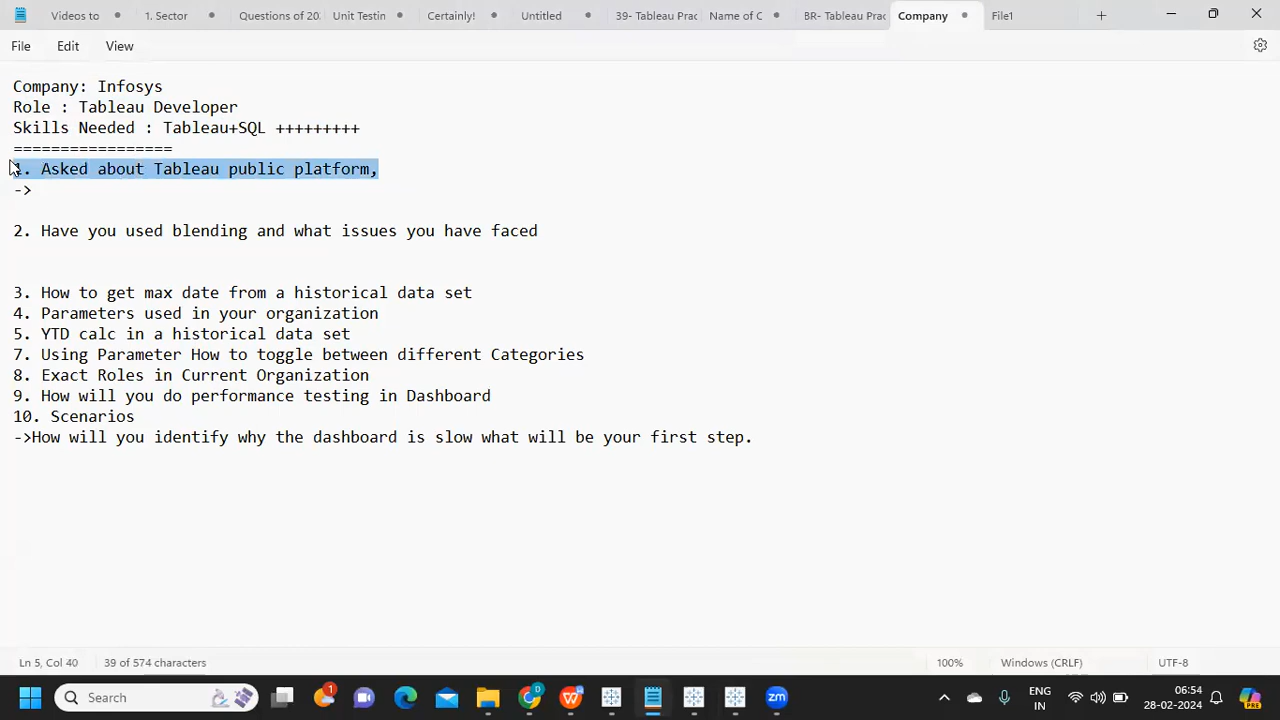 Videos to
1. Sector
Questions of 20
Unit Testin
Certainly!
Untitled
39- Tableau Prac
Name of C
BR- Tableau Prac
Company
File1
File
Edit
View
Company: Infosys
Role : Tableau Developer
Skills Needed : Tableau+SQL +++++++++
=================
1. Asked about Tableau public platform,
->
2. Have you used blending and what issues you have faced
3. How to get max date from a historical data set
4. Parameters used in your organization
5. YTD calc in a historical data set
7. Using Parameter How to toggle between different Categories
8. Exact Roles in Current Organization
9. How will you do performance testing in Dashboard
10. Scenarios
->How will you identify why the dashboard is slow what will be your first step.
Ln 5, Col 40
39 of 574 characters
100%
Windows (CRLF)
UTF-8
Search
1
D
W
zm
ENG
IN
06:54
28-02-2024
PRE